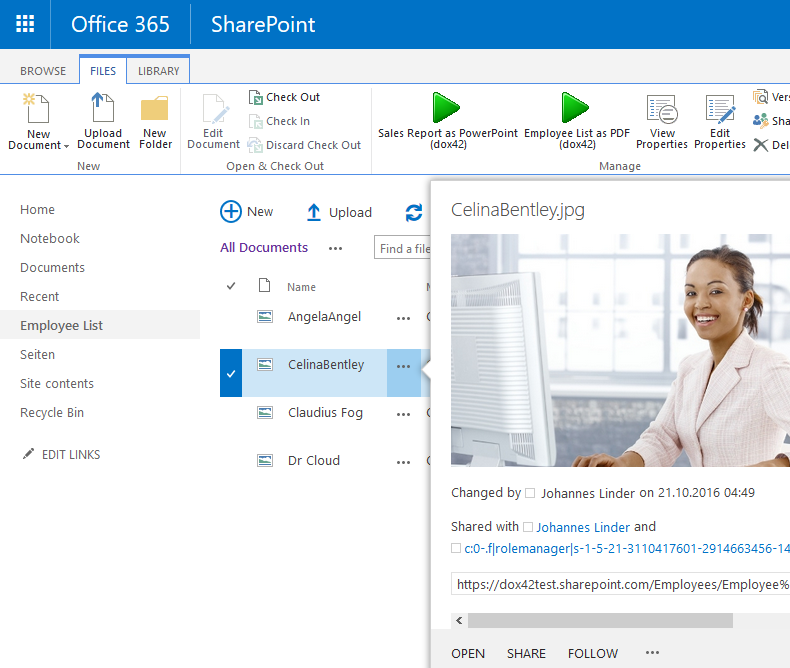 Office 365 SharePoint
BROWSE FILES LIBRARY
New Document
Upload Document
New Folder
New
Edit Document
Check Out
Check In
Discard Check Out
Open & Check Out
Sales Report as PowerPoint (dox42)
Employee List as PDF (dox42)
View Properties
Edit Properties
Ver
Sha
Del
Manage
Home
Notebook
Documents
Recent
Employee List
Seiten
Site contents
Recycle Bin
EDIT LINKS
New Upload
All Documents ... Find a file
Name
AngelaAngel ...
CelinaBentley ...
Claudius Fog ...
Dr Cloud ...
CelinaBentley.jpg
Changed by Johannes Linder on 21.10.2016 04:49
Shared with Johannes Linder and
c:0-.f|rolemanager|s-1-5-21-3110417601-2914663456-14
https://dox42test.sharepoint.com/Employees/Employee%
OPEN SHARE FOLLOW ...